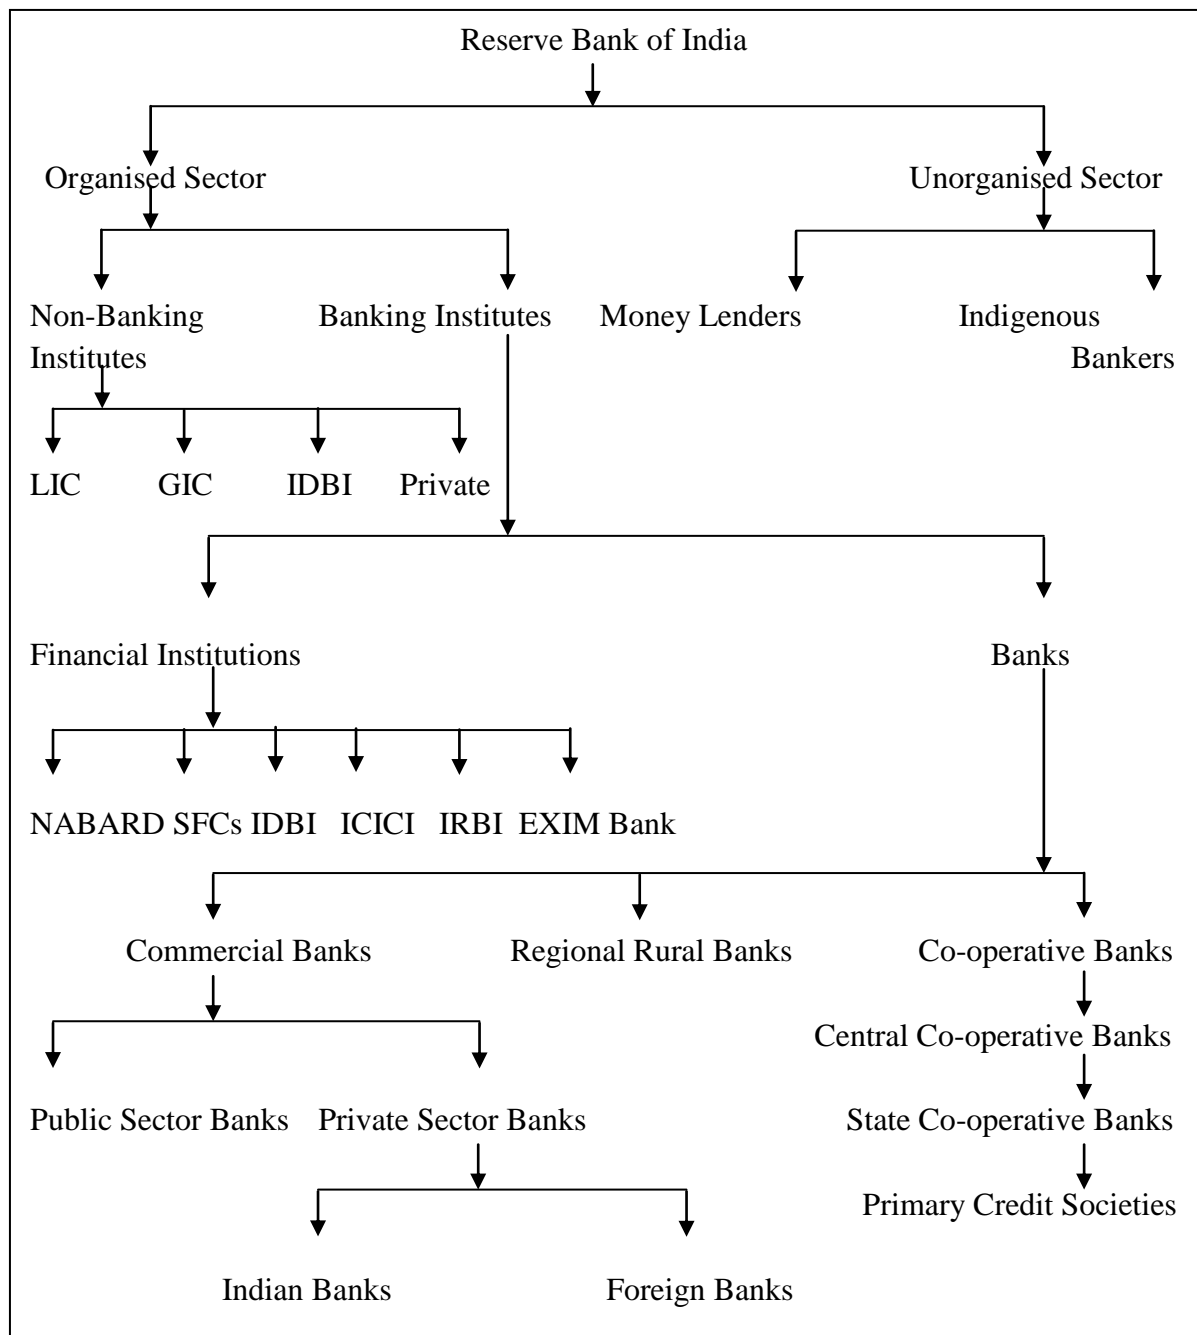 Reserve Bank of India
Organised Sector
Unorganised Sector
Non-Banking
Institutes
Banking Institutes
Money Lenders
Indigenous
Bankers
LIC
GIC
IDBI
Private
Financial Institutions
Banks
NABARD SFCs IDBI ICICI IRBI EXIM Bank
Commercial Banks
Regional Rural Banks
Co-operative Banks
Central Co-operative Banks
Public Sector Banks
Private Sector Banks
State Co-operative Banks
Primary Credit Societies
Indian Banks
Foreign Banks